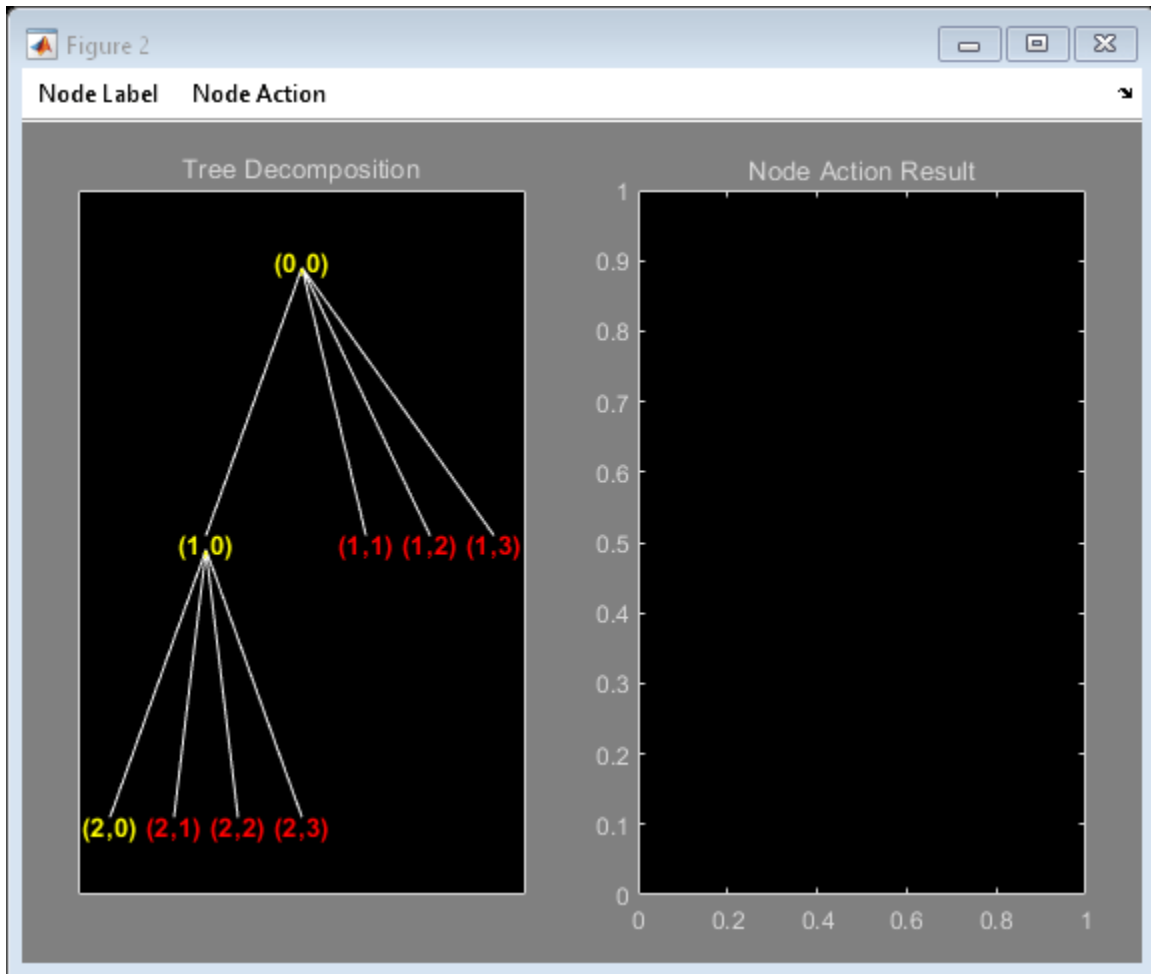 Figure 2
Node Label Node Action
Tree Decomposition
(0,0)
(1,0) (1,1) (1,2) (1,3)
(2,0) (2,1) (2,2) (2,3)
Node Action Result
1
0.9
0.8
0.7
0.6
0.5
0.4
0.3
0.2
0.1
0
0 0.2 0.4 0.6 0.8 1